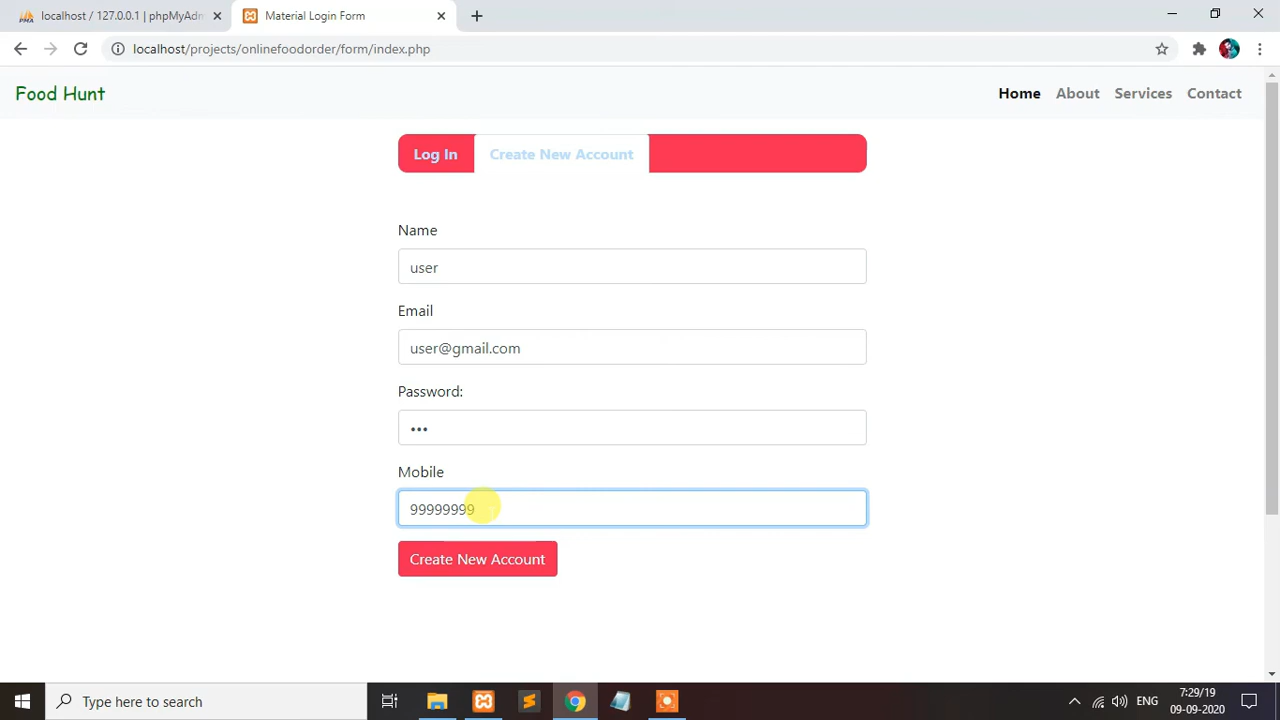 localhost / 127.0.0.1 | phpMyAdm
Material Login Form
localhost/projects/onlinefoodorder/form/index.php
Food Hunt
Home
About
Services
Contact
Log In
Create New Account
Name
user
Email
user@gmail.com
Password:
•••
Mobile
99999999
Create New Account
Type here to search
ENG
7:29/19
09-09-2020